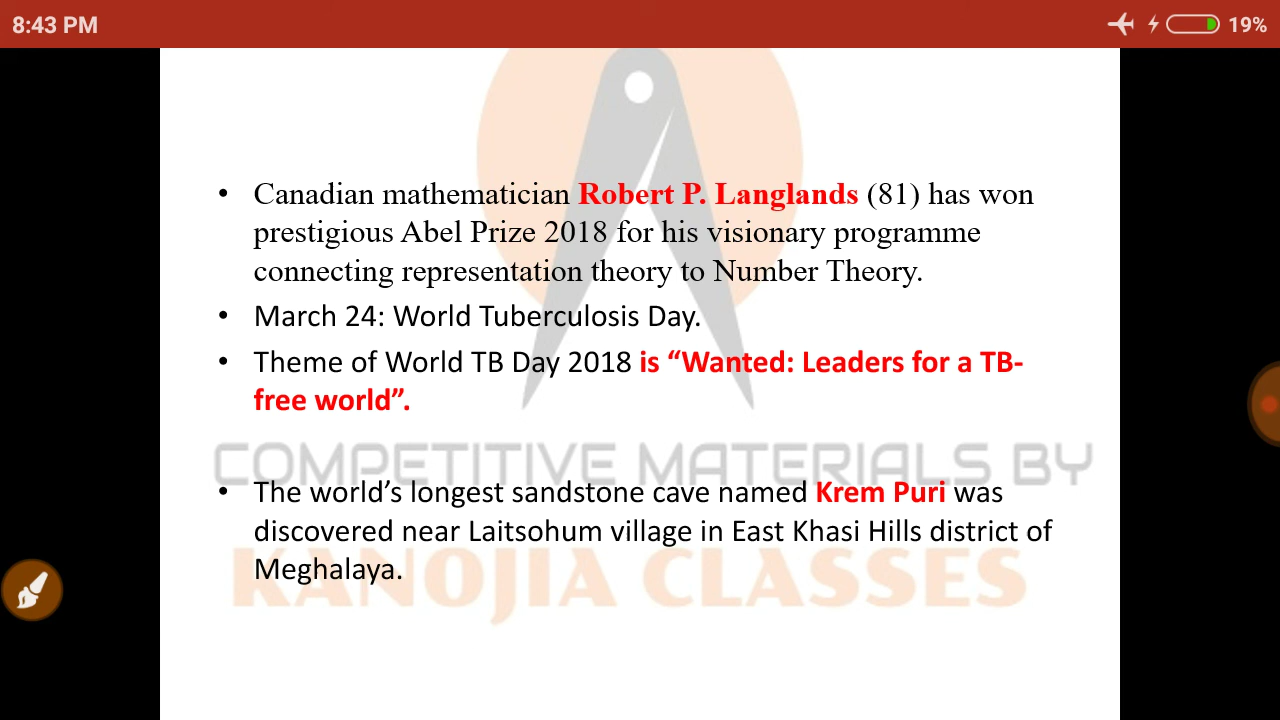 8:43 PM
19%
• Canadian mathematician Robert P. Langlands (81) has won
prestigious Abel Prize 2018 for his visionary programme
connecting representation theory to Number Theory.
• March 24: World Tuberculosis Day.
• Theme of World TB Day 2018 is “Wanted: Leaders for a TB-
free world”.
COMPETITIVE MATERIALS BY
• The world’s longest sandstone cave named Krem Puri was
discovered near Laitsohum village in East Khasi Hills district of
Meghalaya.
KANOJIA CLASSES